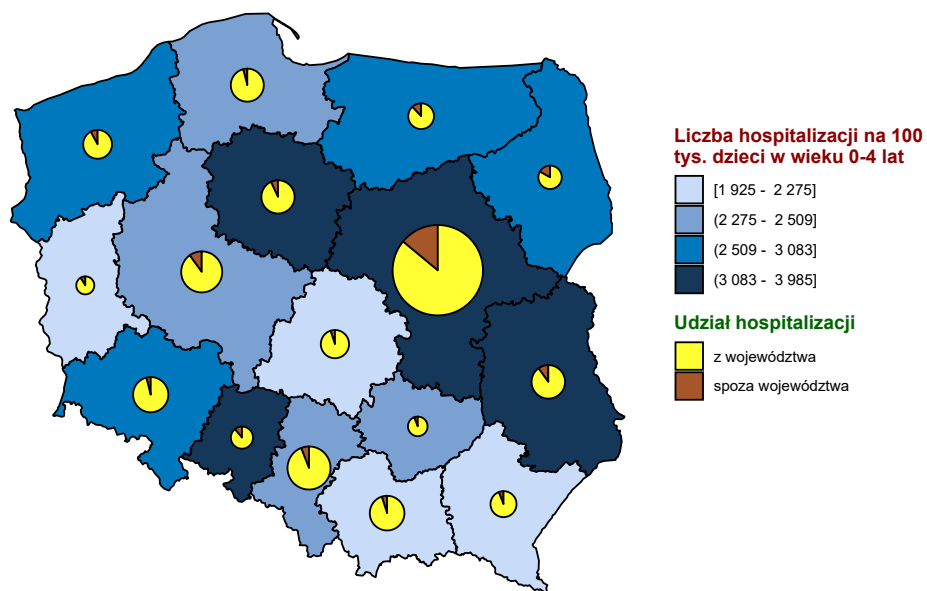 Liczba hospitalizacji na 100
tys. dzieci w wieku 0-4 lat
[1 925 - 2 275]
(2 275 - 2 509]
(2 509 - 3 083]
(3 083 - 3 985]
Udział hospitalizacji
z województwa
spoza województwa